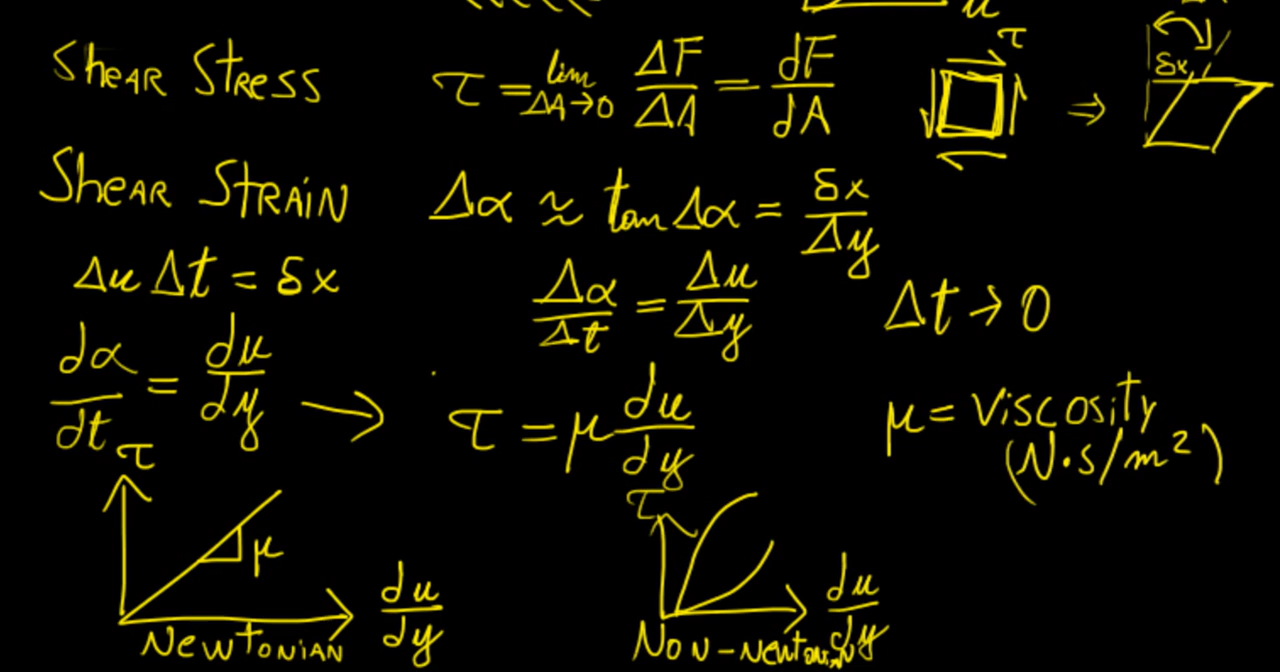 u
Shear Stress τ = lim ΔA→0 ΔF/ΔA = dF/dA τ ⇒ δx
Shear Strain Δα ≈ tan Δα = δx/Δy
Δu Δt = δx Δα/Δt = Δu/Δy Δt → 0
dα/dt = du/dy → τ = μ du/dy μ = Viscosity
(N·s/m²)
τ μ du/dy τ du/dy
Newtonian Non-Newtonian